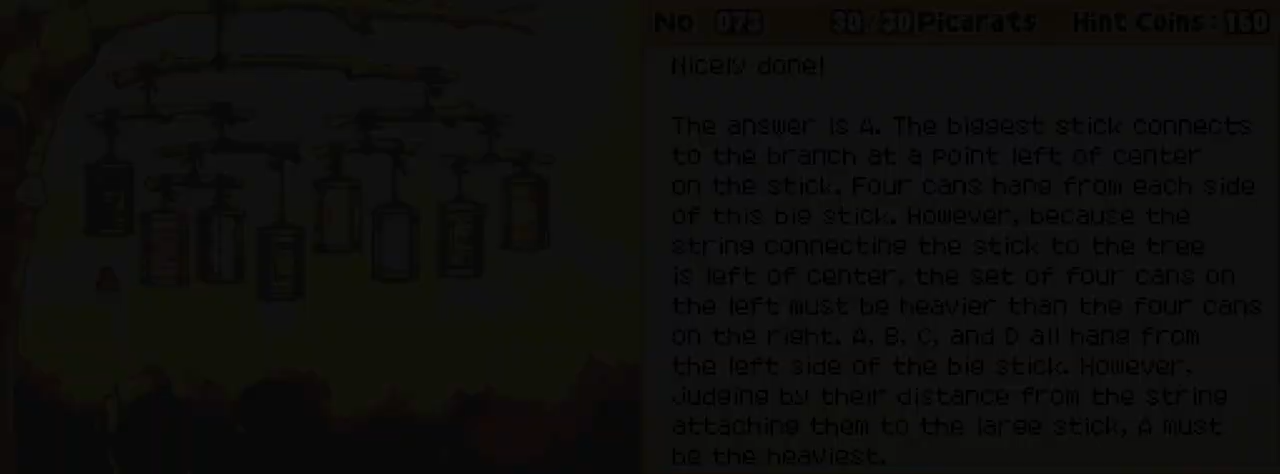 No 073 30/30 Picarats Hint Coins: 160
Nicely done!
The answer is A. The biggest stick connects
to the branch at a point left of center
on the stick. Four cans hang from each side
of this big stick. However, because the
string connecting the stick to the tree
is left of center, the set of four cans on
the left must be heavier than the four cans
on the right. A, B, C, and D all hang from
the left side of the big stick. However,
judging by their distance from the string
attaching them to the large stick, A must
be the heaviest.
A